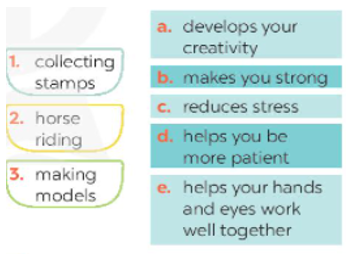 1. collecting
stamps
2. horse
riding
3. making
models
a. develops your
creativity
b. makes you strong
c. reduces stress
d. helps you be
more patient
e. helps your hands
and eyes work
well together